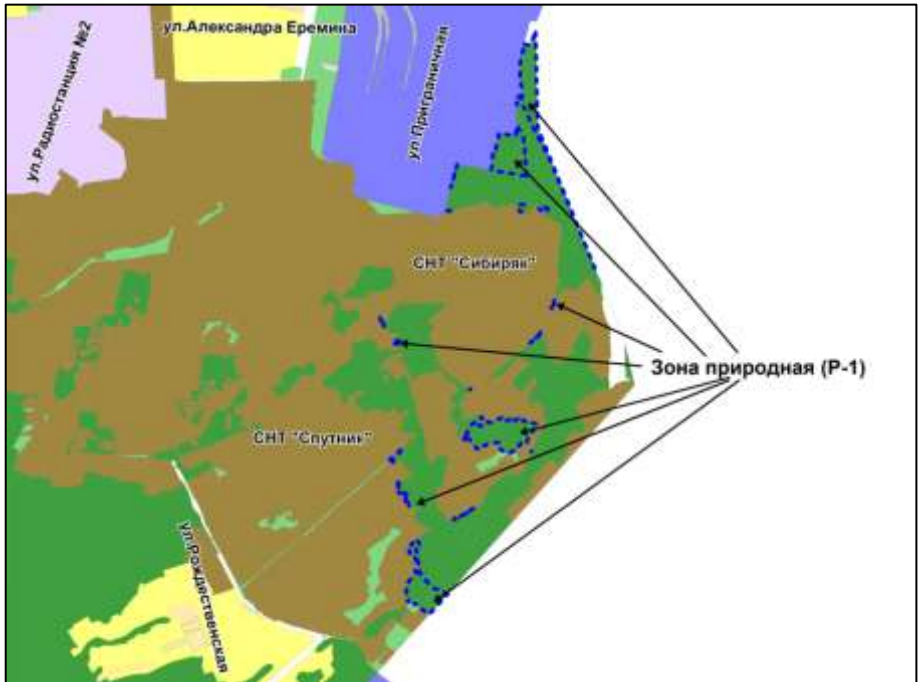 ул.Александра Еремина
ул.Радиостанция №2
ул.Приграничная
СНТ "Сибиряк"
Зона природная (Р-1)
СНТ "Спутник"
ул.Рождественская